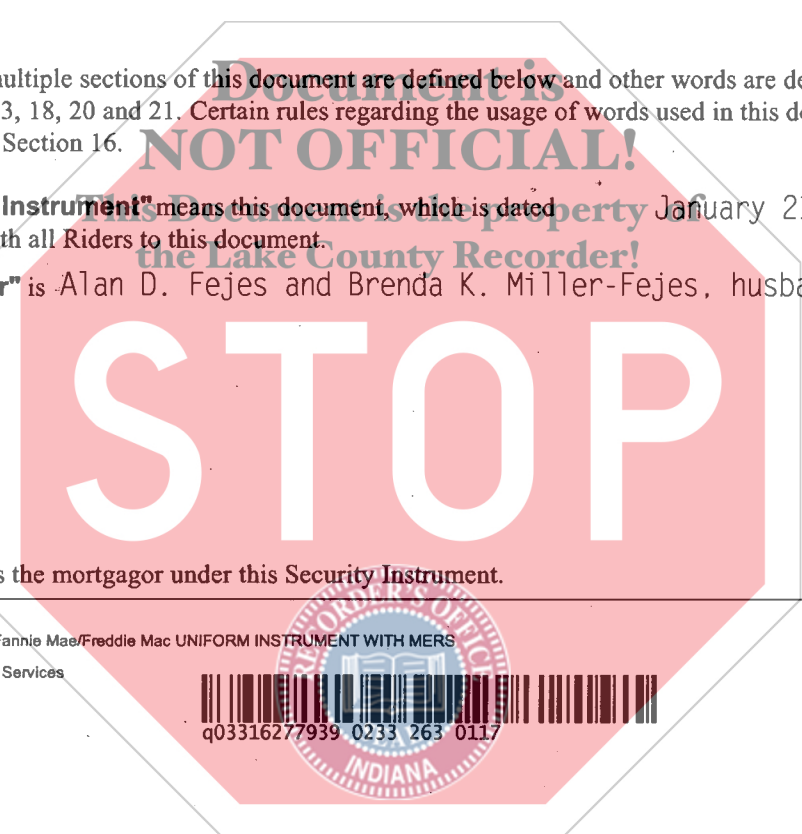 Document is
multiple sections of this document are defined below and other words are de
3, 18, 20 and 21. Certain rules regarding the usage of words used in this do
Section 16.
NOT OFFICIAL!
Instrument" means this document, which is dated January 21
This Document is the property of
th all Riders to this document.
the Lake County Recorder!
r" is Alan D. Fejes and Brenda K. Miller-Fejes, husba
STOP
s the mortgagor under this Security Instrument.
RECORDER'S OFFICE
Fannie Mae/Freddie Mac UNIFORM INSTRUMENT WITH MERS
Services
q03316277939 0233 263 0117
INDIANA